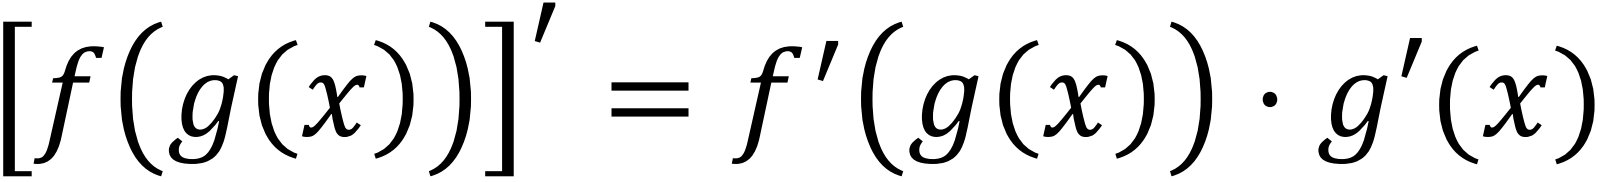 [f(g(x))]′ = f′(g(x)) · g′(x)